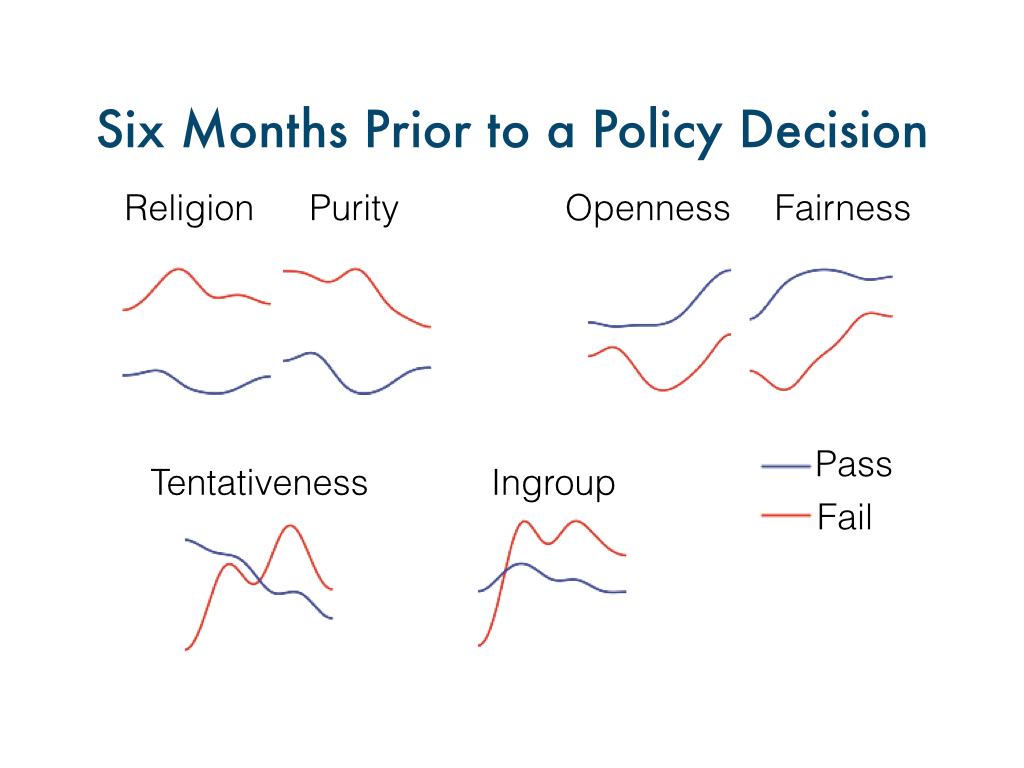 Six Months Prior to a Policy Decision
Religion Purity Openness Fairness
Tentativeness Ingroup
Pass
Fail